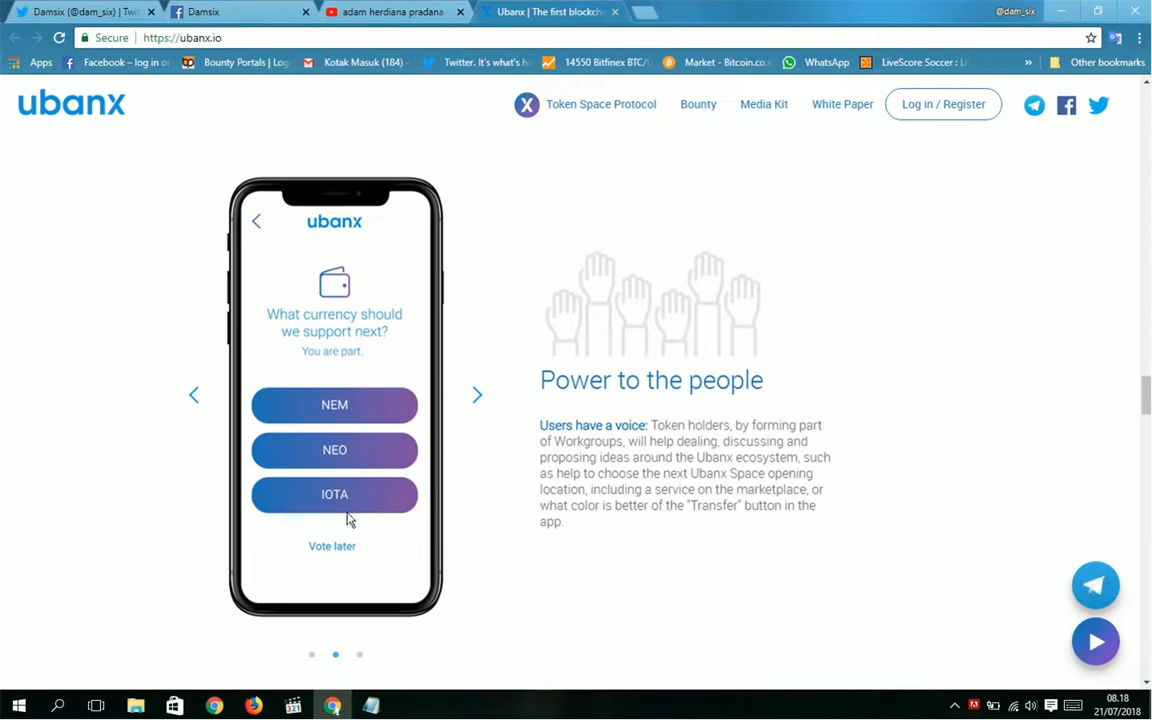 Damsix (@dam_six) | Twi
Damsix
adam herdiana pradana -
Ubanx | The first blockch
@dam_six
Secure
https://ubanx.io
Apps
Facebook – log in or
Bounty Portals | Log
Kotak Masuk (184) -
Twitter. It's what's h
14550 Bitfinex BTC/
Market - Bitcoin.co.
WhatsApp
LiveScore Soccer : L
»
Other bookmarks
ubanx
X
Token Space Protocol
Bounty
Media Kit
White Paper
Log in / Register
ubanx
What currency should
we support next?
You are part.
NEM
NEO
IOTA
Vote later
Power to the people
Users have a voice: Token holders, by forming part
of Workgroups, will help dealing, discussing and
proposing ideas around the Ubanx ecosystem, such
as help to choose the next Ubanx Space opening
location, including a service on the marketplace, or
what color is better of the "Transfer" button in the
app.
08.18
21/07/2018